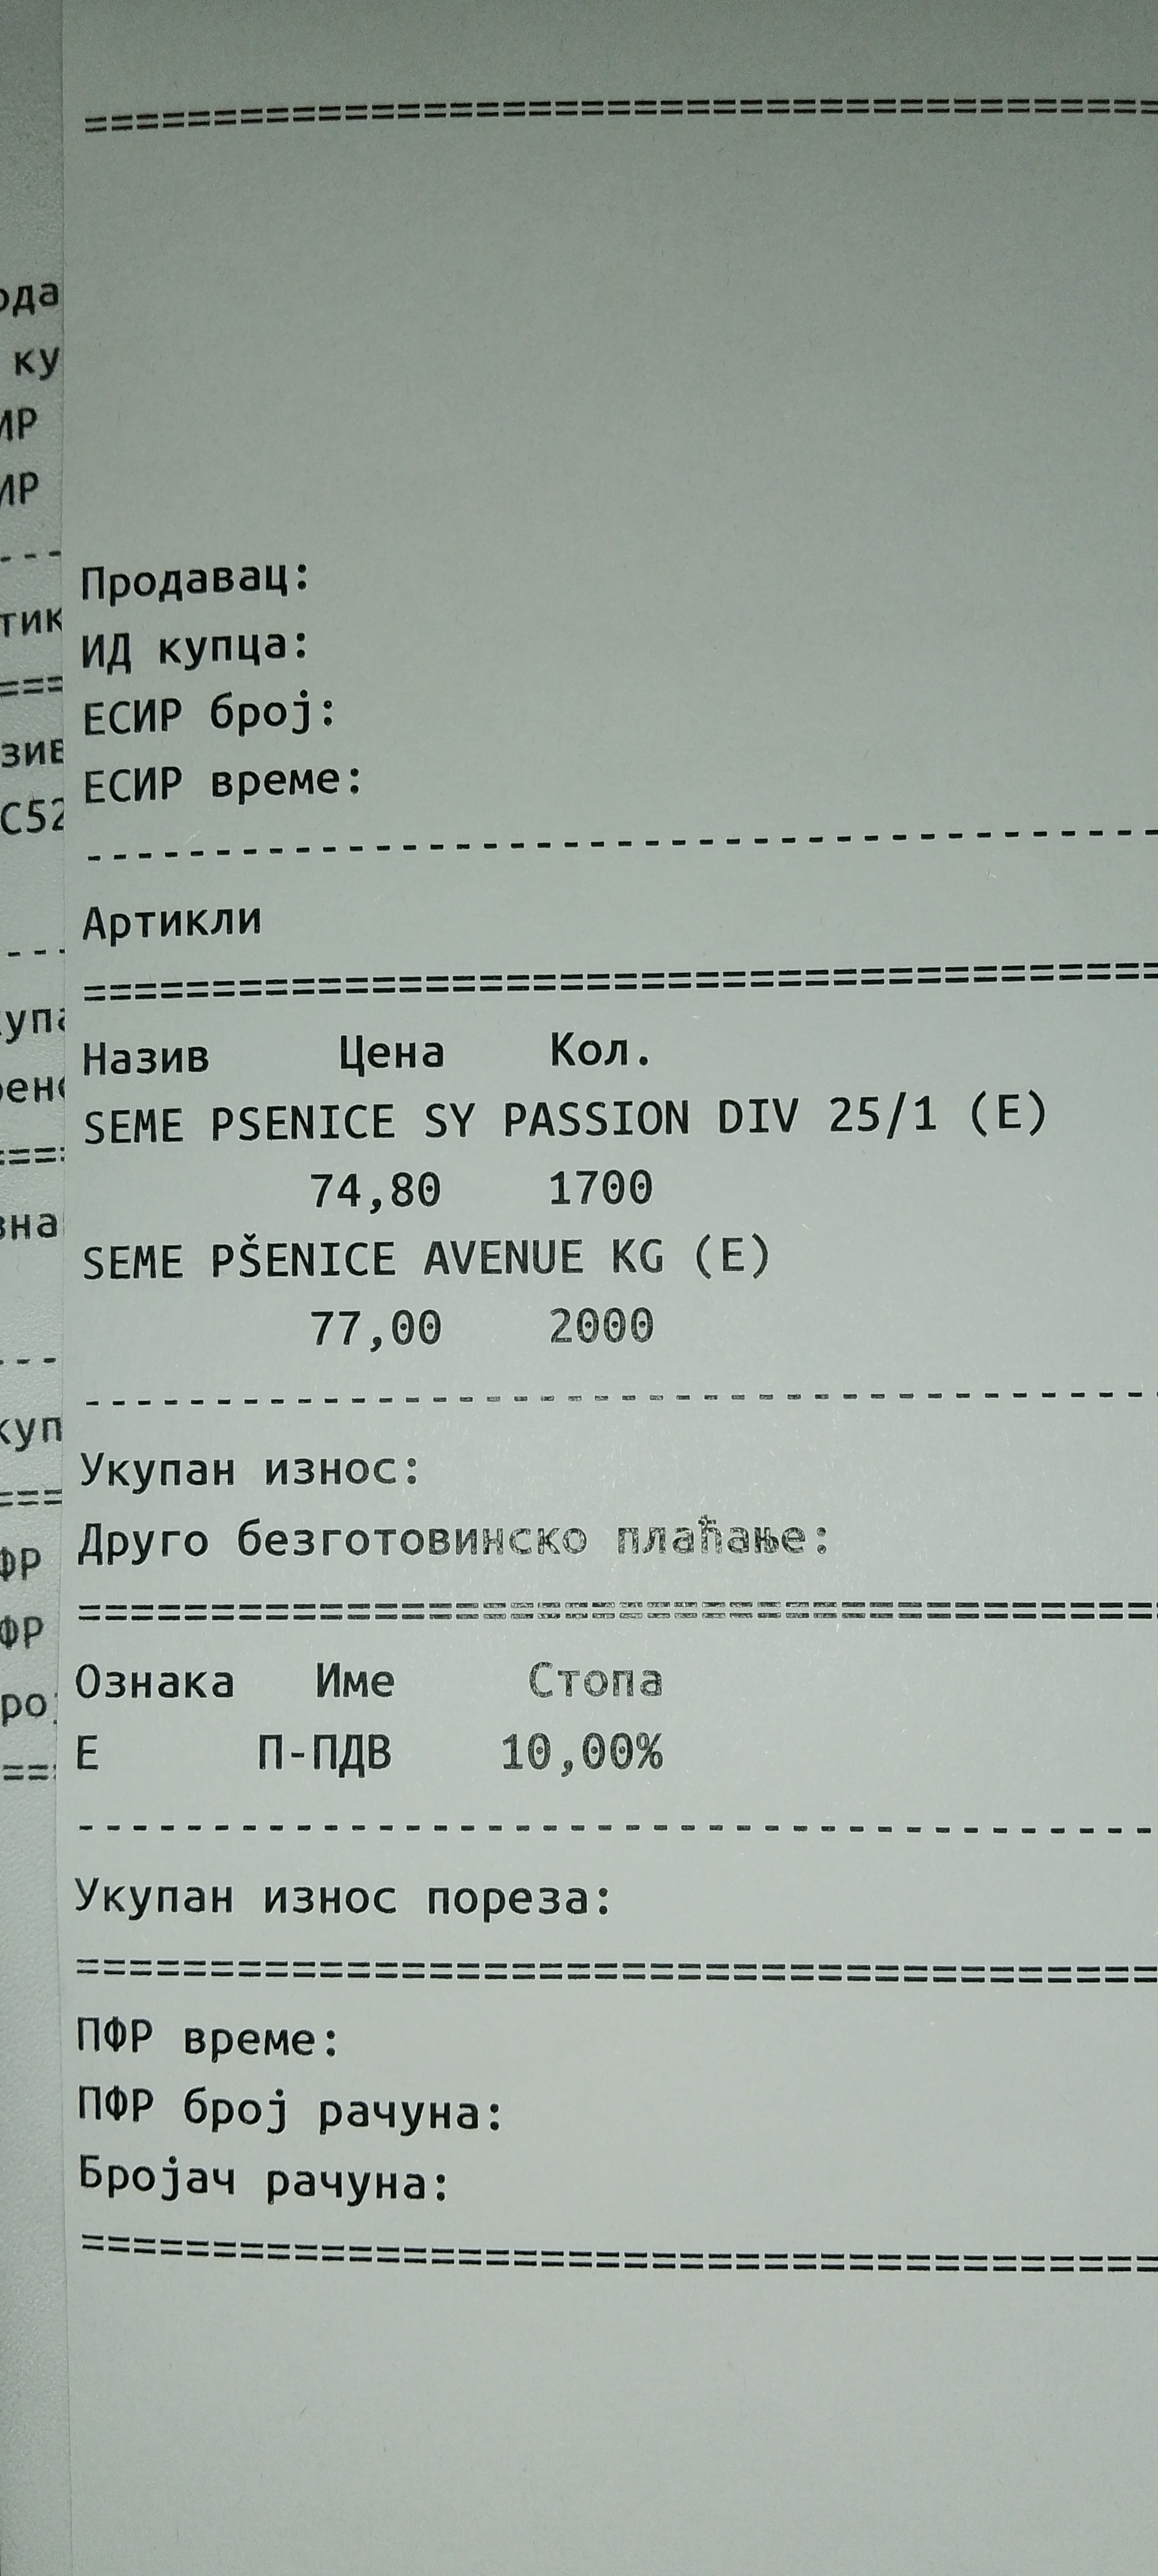 ========================================
Продавац:
ИД купца:
ЕСИР број:
ЕСИР време:
----------------------------------------
Артикли
========================================
Назив Цена Кол.
SEME PSENICE SY PASSION DIV 25/1 (E)
74,80 1700
SEME PŠENICE AVENUE KG (E)
77,00 2000
----------------------------------------
Укупан износ:
Друго безготовинско плаћање:
========================================
Ознака Име Стопа
Е П-ПДВ 10,00%
----------------------------------------
Укупан износ пореза:
========================================
ПФР време:
ПФР број рачуна:
Бројач рачуна:
========================================